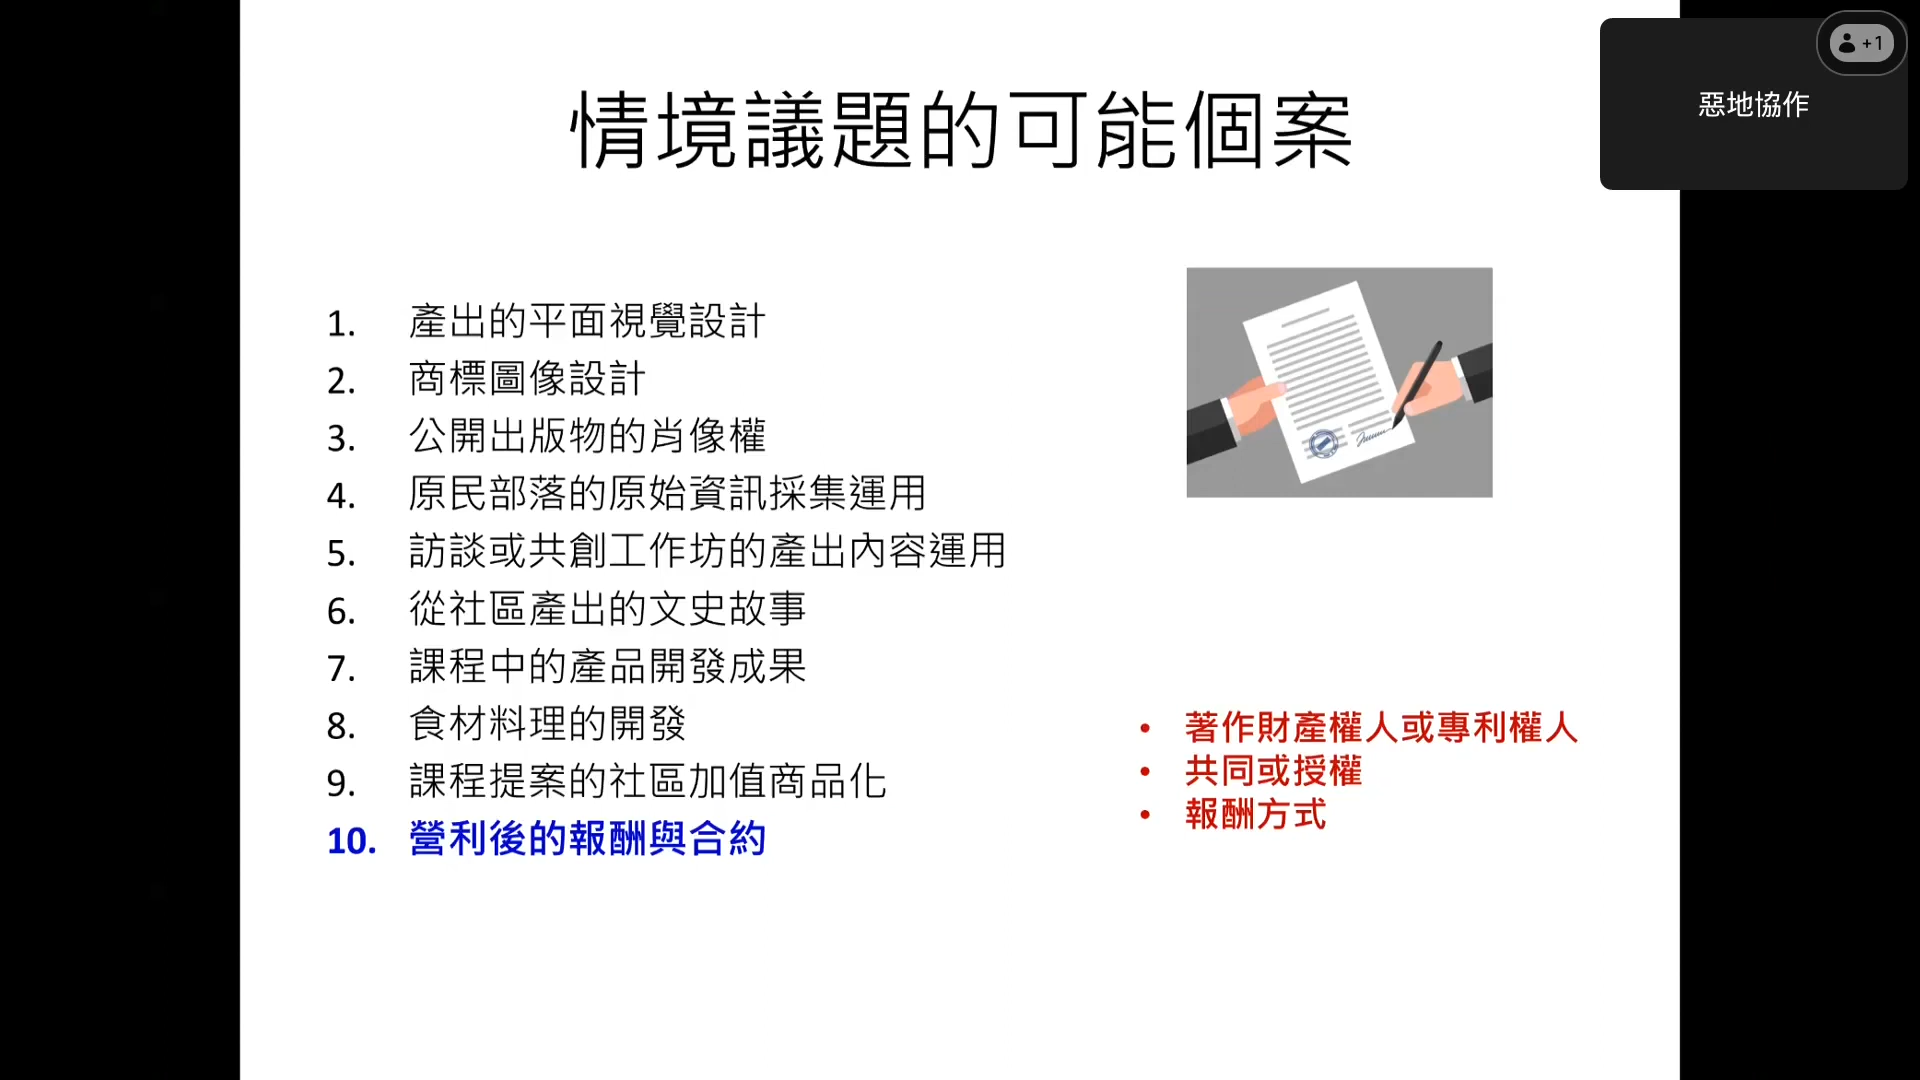 情境議題的可能個案
+1
惡地協作
1. 產出的平面視覺設計
2. 商標圖像設計
3. 公開出版物的肖像權
4. 原民部落的原始資訊採集運用
5. 訪談或共創工作坊的產出內容運用
6. 從社區產出的文史故事
7. 課程中的產品開發成果
8. 食材料理的開發
9. 課程提案的社區加值商品化
10. 營利後的報酬與合約
• 著作財產權人或專利權人
• 共同或授權
• 報酬方式